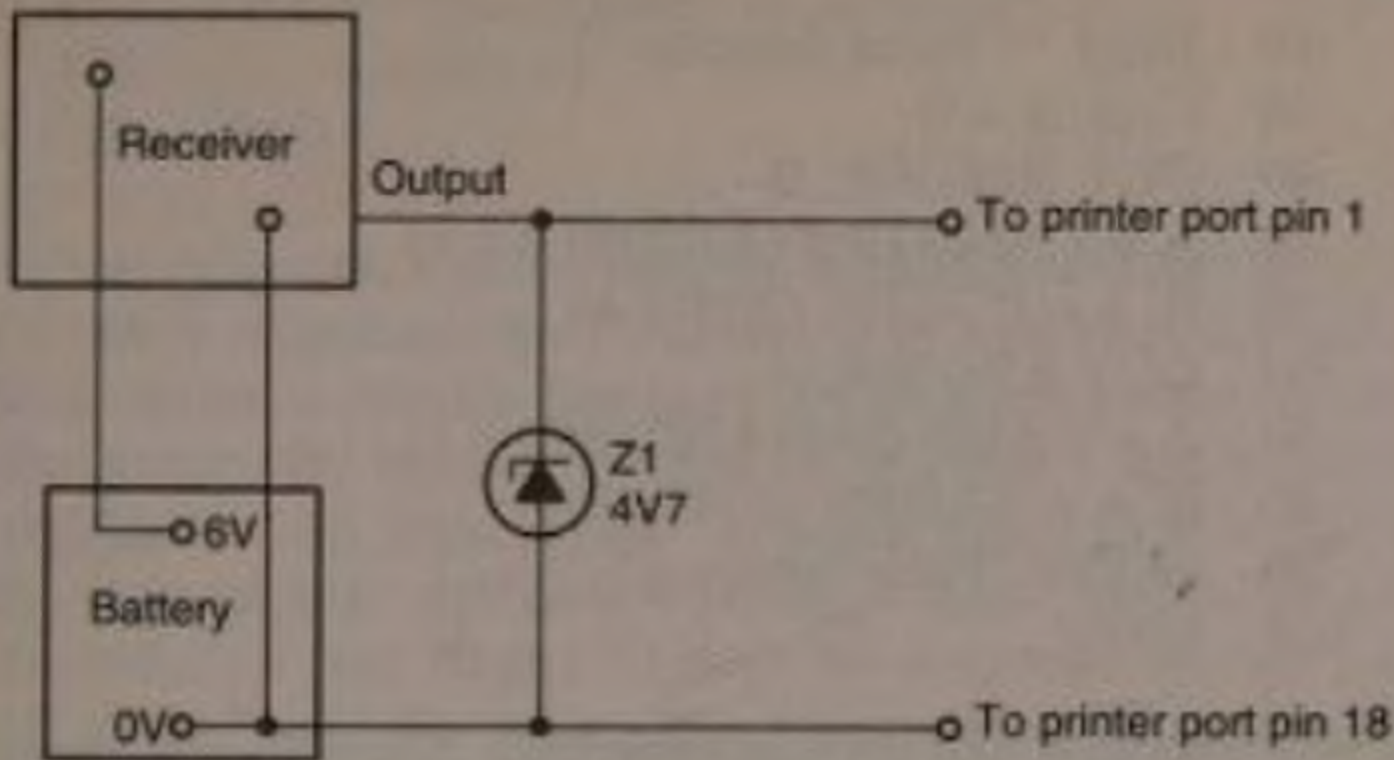 Receiver
Output
To printer port pin 1
Z1
4V7
6V
Battery
0V
To printer port pin 18